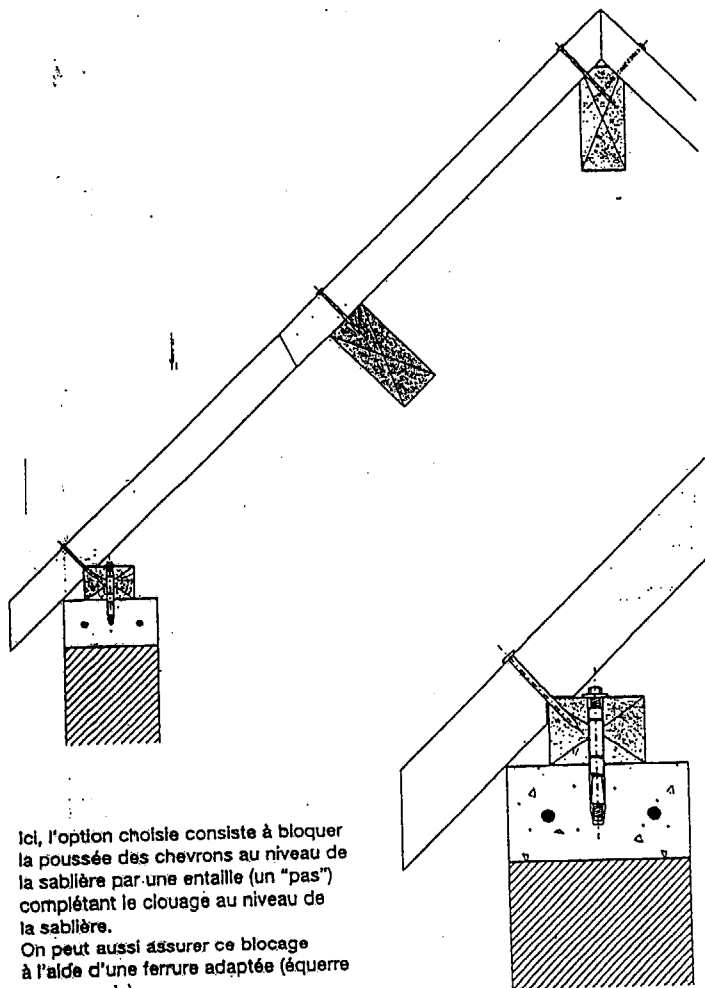 Ici, l'option choisie consiste à bloquer
la poussée des chevrons au niveau de
la sablière par une entaille (un "pas")
complétant le clouage au niveau de
la sablière.
On peut aussi assurer ce blocage
à l'aide d'une ferrure adaptée (équerre